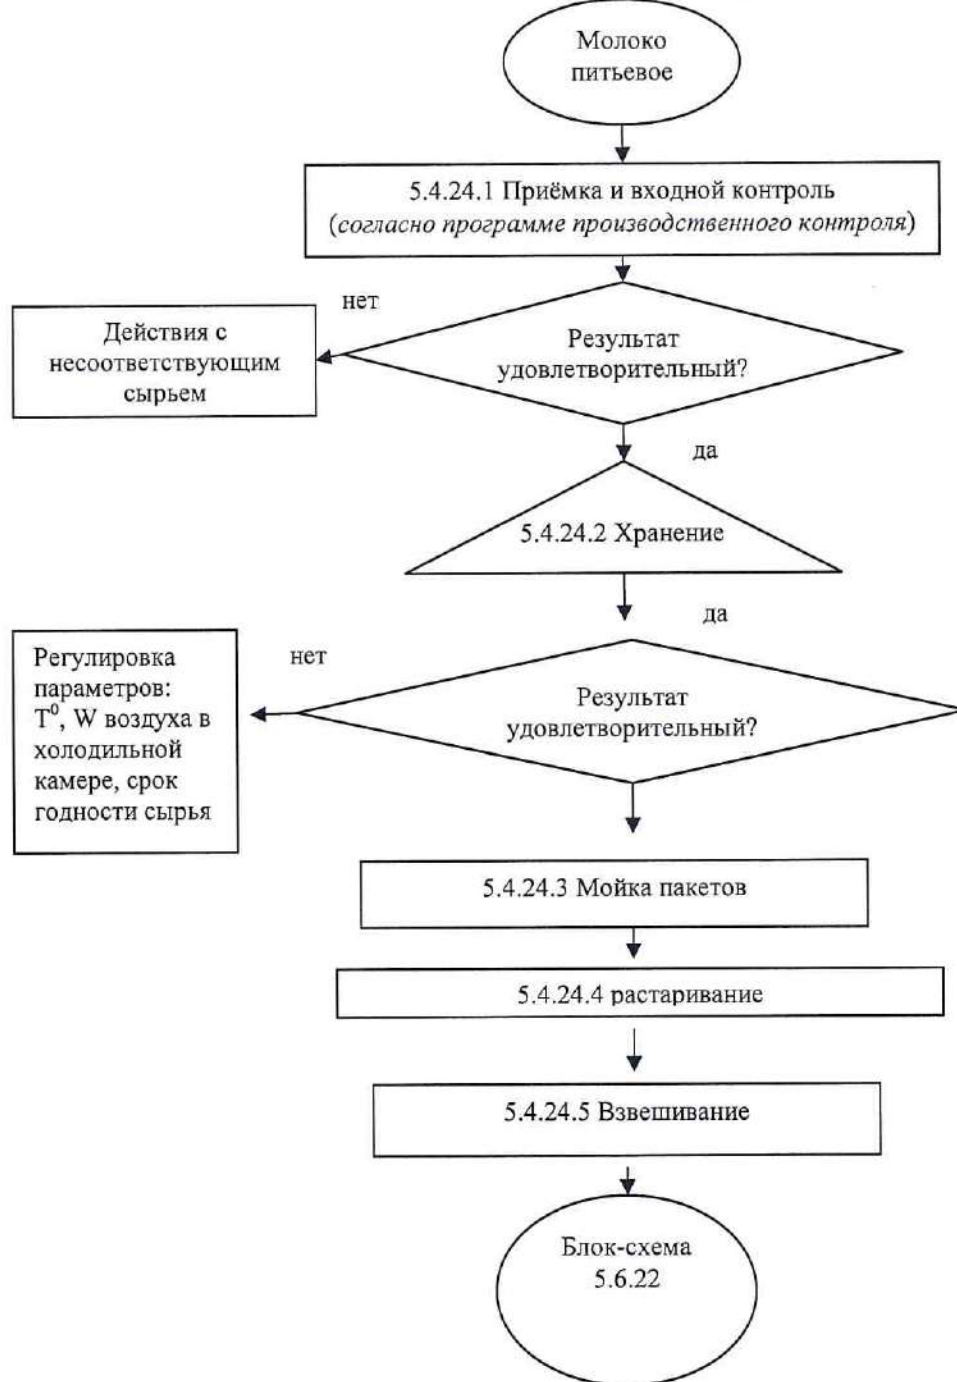 Молоко
питьевое
5.4.24.1 Приёмка и входной контроль
(согласно программе производственного контроля)
нет
Действия с
несоответствующим
сырьем
Результат
удовлетворительный?
да
5.4.24.2 Хранение
да
Регулировка
параметров:
T⁰, W воздуха в
холодильной
камере, срок
годности сырья
нет
Результат
удовлетворительный?
5.4.24.3 Мойка пакетов
5.4.24.4 растаривание
5.4.24.5 Взвешивание
Блок-схема
5.6.22